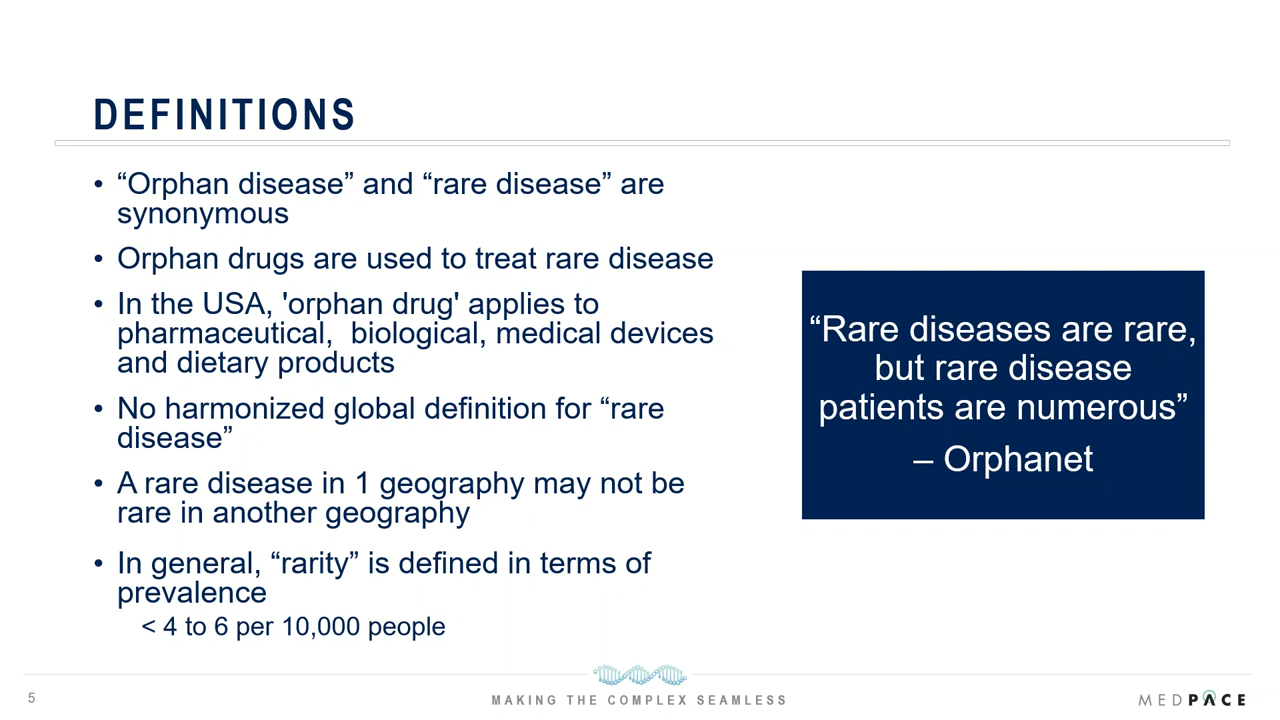 DEFINITIONS
• “Orphan disease” and “rare disease” are
synonymous
• Orphan drugs are used to treat rare disease
• In the USA, 'orphan drug' applies to
pharmaceutical,  biological, medical devices
and dietary products
• No harmonized global definition for “rare
disease”
• A rare disease in 1 geography may not be
rare in another geography
• In general, “rarity” is defined in terms of
prevalence
< 4 to 6 per 10,000 people
“Rare diseases are rare,
but rare disease
patients are numerous”
– Orphanet
5
MAKING THE COMPLEX SEAMLESS
MEDPACE